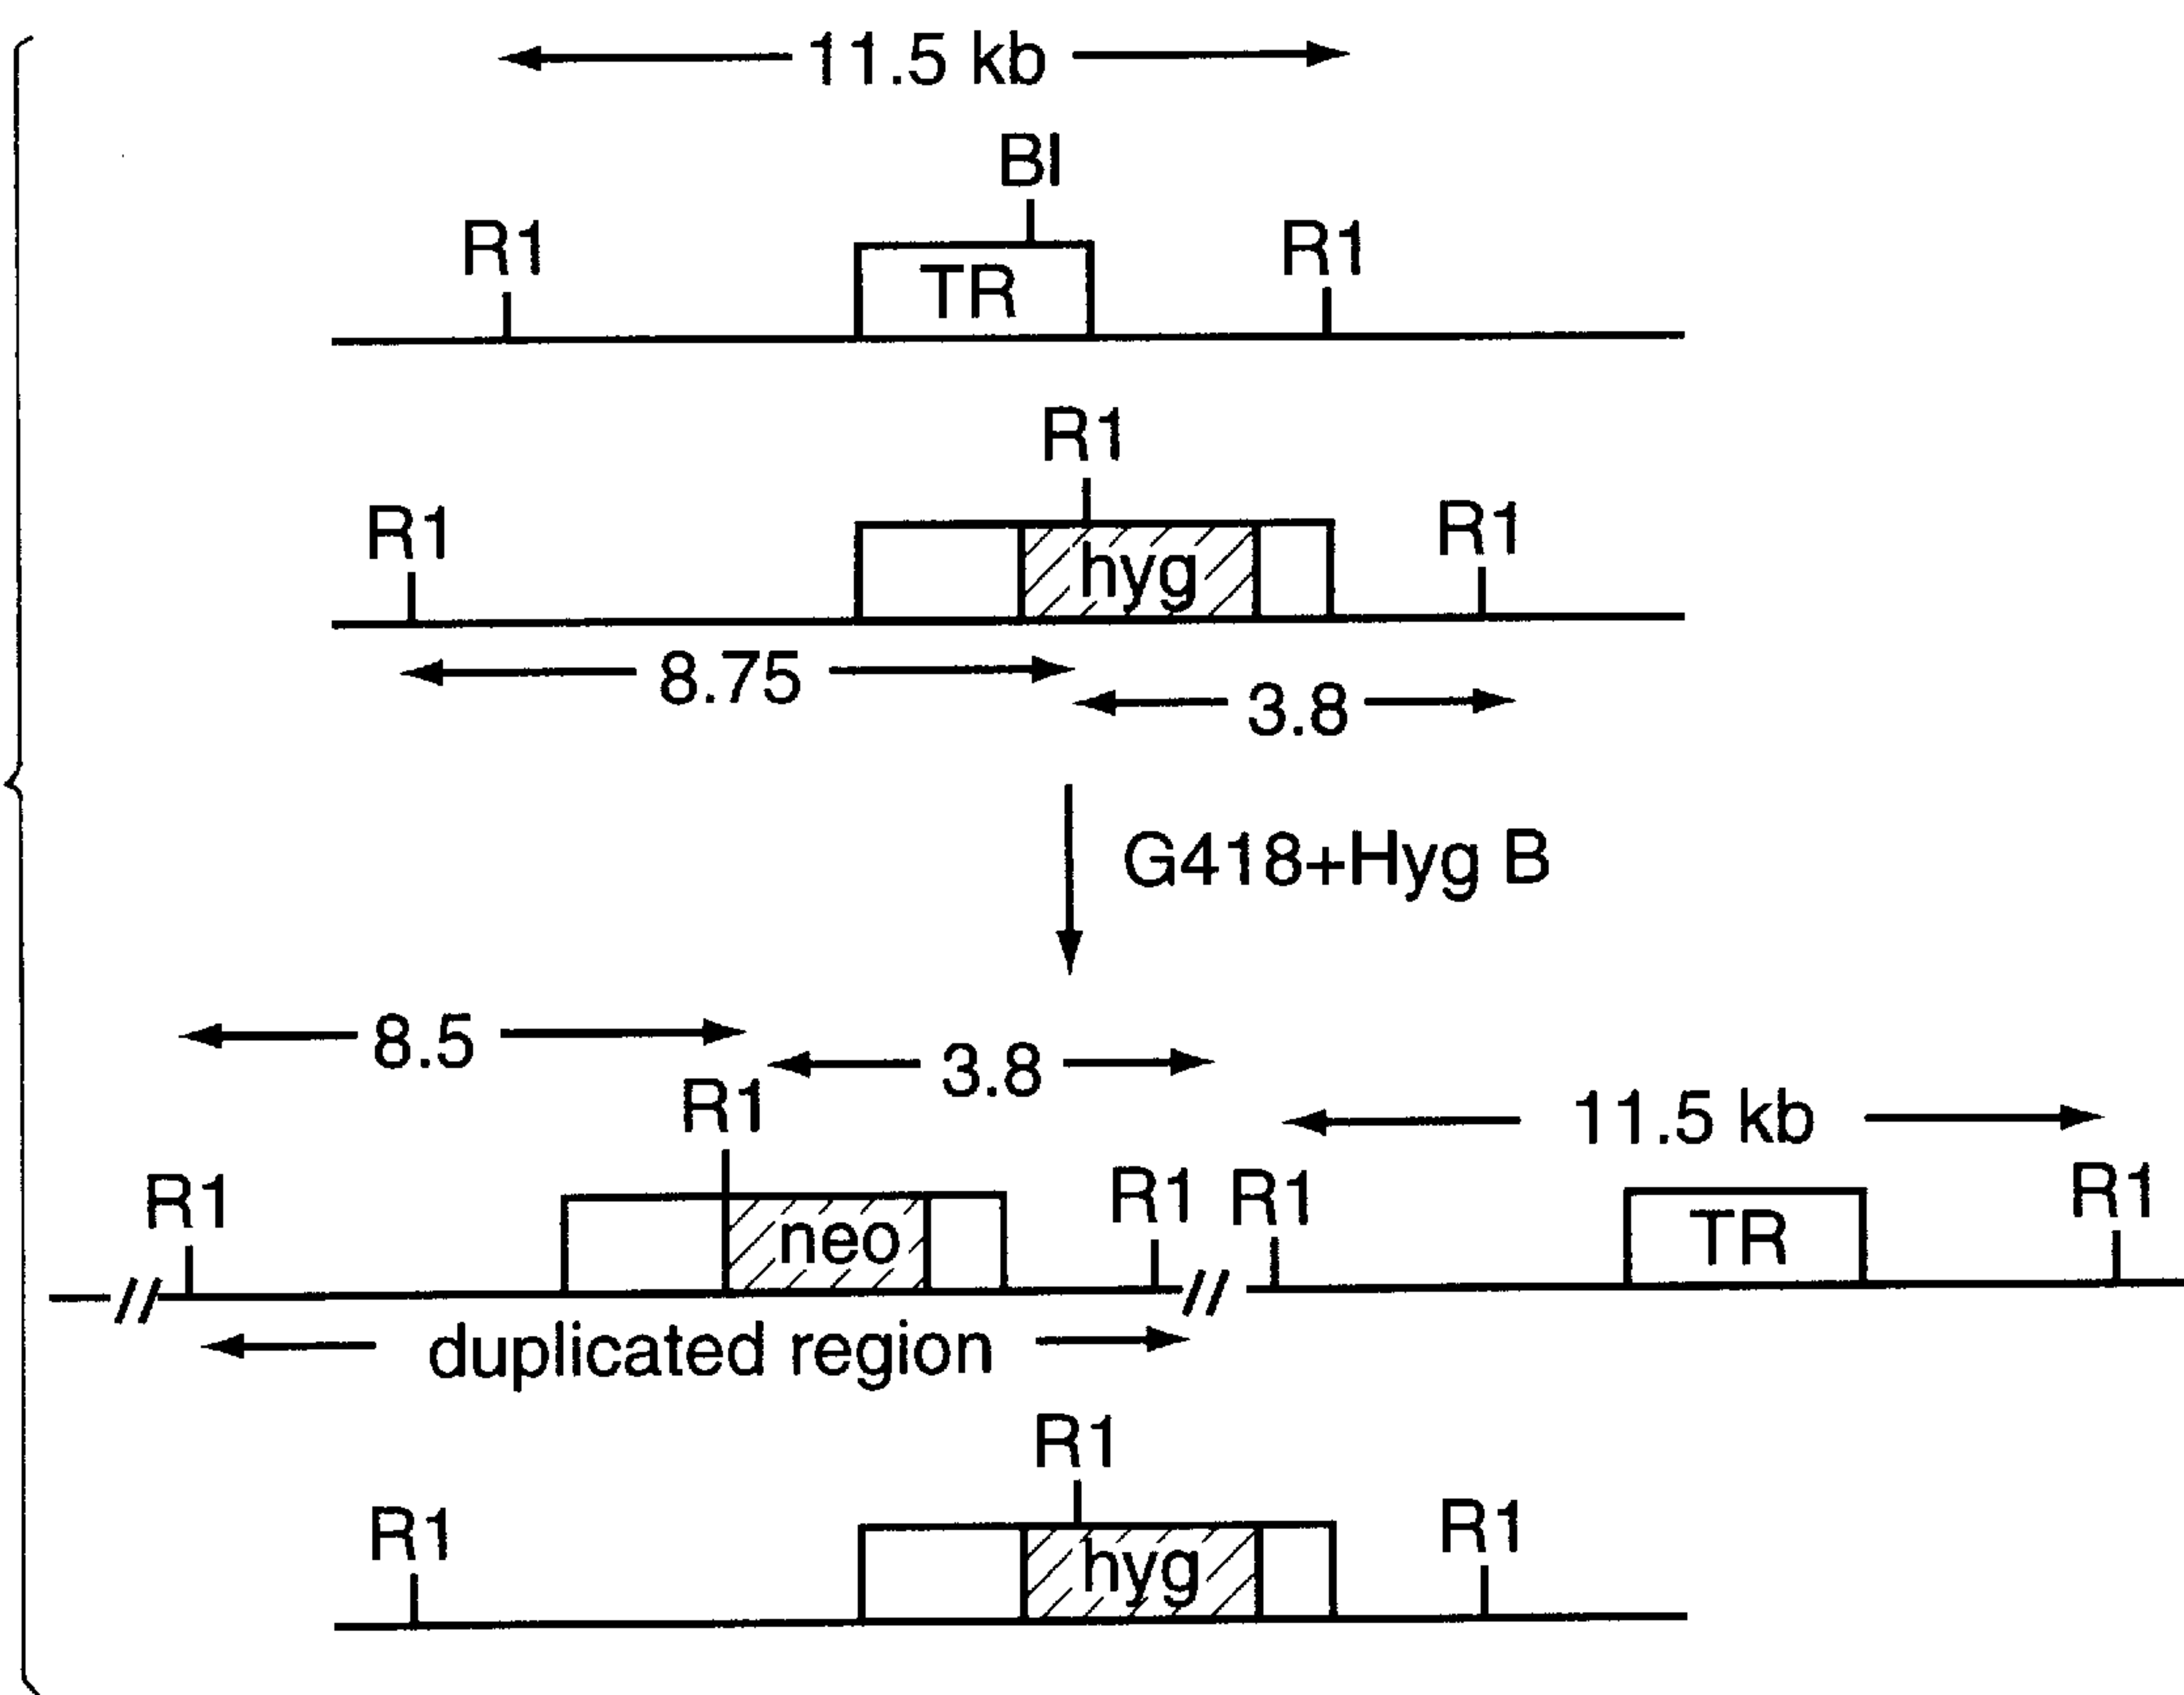 11.5 kb
BI
R1 R1
TR
R1
R1 R1
hyg
8.75
3.8
G418+Hyg B
8.5 3.8
R1 11.5 kb
R1 R1 R1 R1
neo TR
duplicated region
R1
R1 R1
hyg